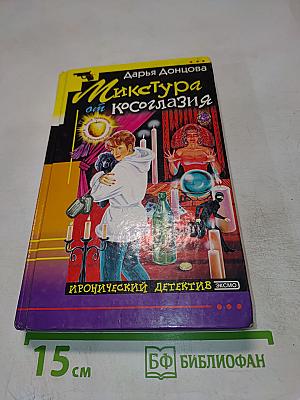 Дарья Донцова
Микстура
от
косоглазия
ИРОНИЧЕСКИЙ ДЕТЕКТИВ
ЭКСМО
15 см
БФ БИБЛИОФАН